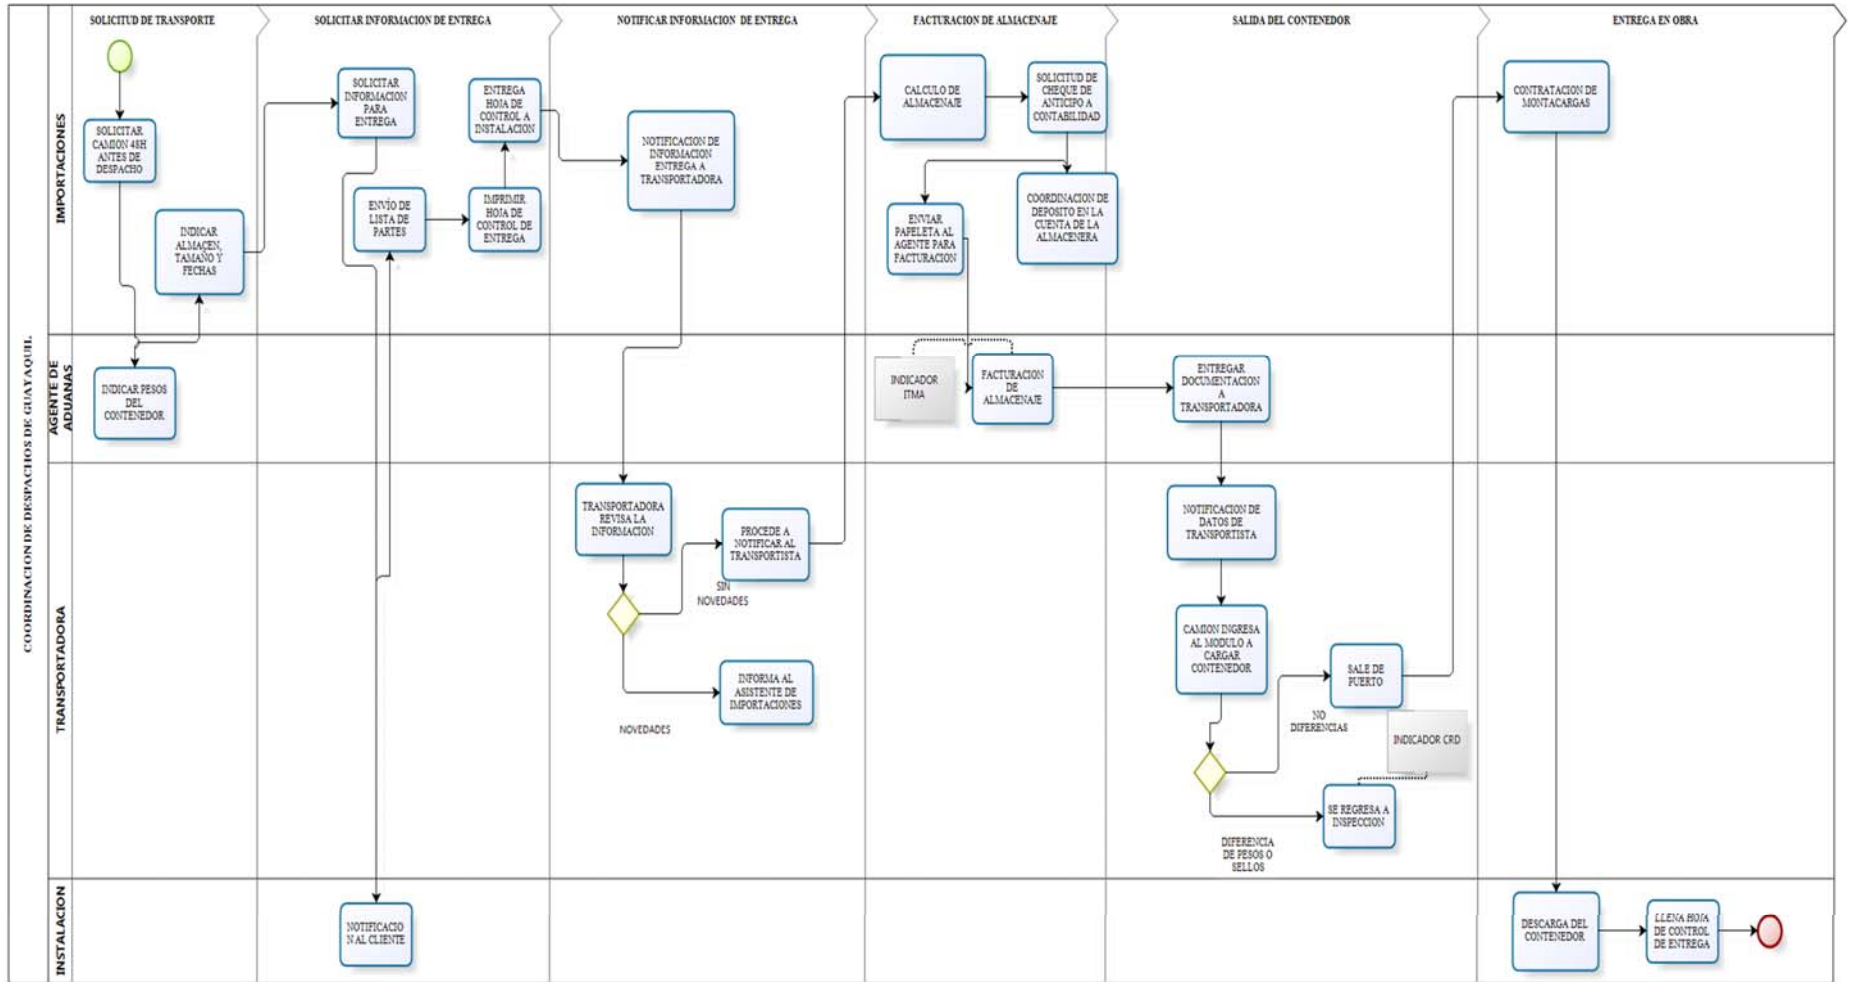 SOLICITUD DE TRANSPORTE
SOLICITAR INFORMACION DE ENTREGA
NOTIFICAR INFORMACION DE ENTREGA
FACTURACION DE ALMACENAJE
SALIDA DEL CONTENEDOR
ENTREGA EN OBRA
COORDINACION DE DESPACHOS DE GUAYAQUIL
IMPORTACIONES
SOLICITAR
CAMION 48H
ANTES DE
DESPACHO
INDICAR
ALMACEN,
TAMAÑO Y
FECHAS
SOLICITAR
INFORMACION
PARA
ENTREGA
ENVÍO DE
LISTA DE
PARTES
ENTREGA
HOJA DE
CONTROL A
INSTALACION
IMPRIMIR
HOJA DE
CONTROL DE
ENTREGA
NOTIFICACION DE
INFORMACION
ENTREGA A
TRANSPORTADORA
CALCULO DE
ALMACENAJE
SOLICITUD DE
CHEQUE DE
ANTICIPO A
CONTABILIDAD
ENVIAR
PAPELETA AL
AGENTE PARA
FACTURACION
COORDINACION DE
DEPOSITO EN LA
CUENTA DE LA
ALMACENERA
CONTRATACION DE
MONTACARGAS
AGENTE DE
ADUANAS
INDICAR PESOS
DEL
CONTENEDOR
INDICADOR
ITMA
FACTURACION
DE
ALMACENAJE
ENTREGAR
DOCUMENTACION
A
TRANSPORTADORA
TRANSPORTADORA
TRANSPORTADORA
REVISA LA
INFORMACION
PROCEDE A
NOTIFICAR AL
TRANSPORTISTA
SIN
NOVEDADES
INFORMA AL
ASISTENTE DE
IMPORTACIONES
NOVEDADES
NOTIFICACION DE
DATOS DE
TRANSPORTISTA
CAMION INGRESA
AL MODULO A
CARGAR
CONTENEDOR
SALE DE
PUERTO
NO
DIFERENCIAS
INDICADOR CRD
SE REGRESA A
INSPECCION
DIFERENCIA
DE PESOS O
SELLOS
INSTALACION
NOTIFICACIO
N AL CLIENTE
DESCARGA DEL
CONTENEDOR
LLENA HOJA
DE CONTROL
DE ENTREGA